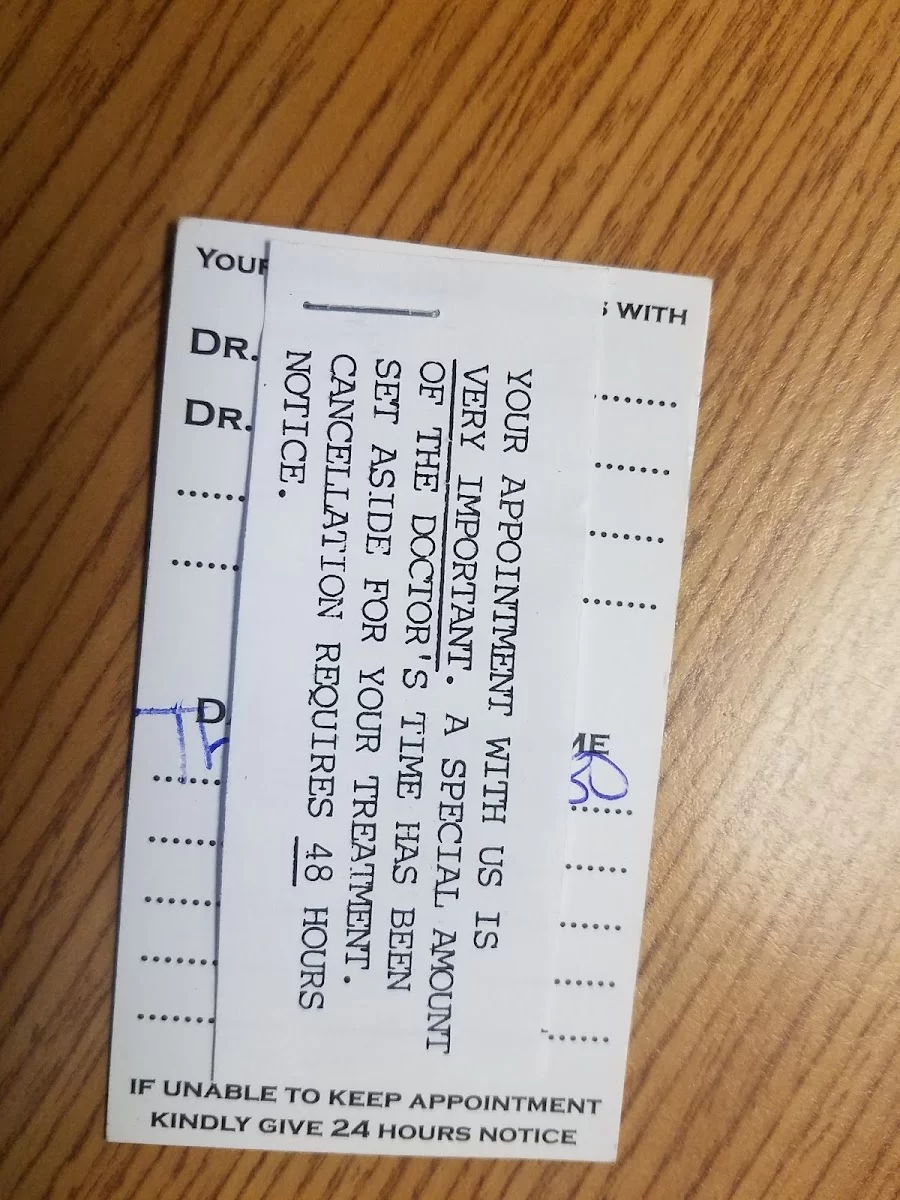 WITH
DR.
DR.
YOUR APPOINTMENT WITH US IS
VERY IMPORTANT. A SPECIAL AMOUNT
OF THE DOCTOR'S TIME HAS BEEN
SET ASIDE FOR YOUR TREATMENT.
CANCELLATION REQUIRES 48 HOURS
NOTICE.
IF UNABLE TO KEEP APPOINTMENT
KINDLY GIVE 24 HOURS NOTICE